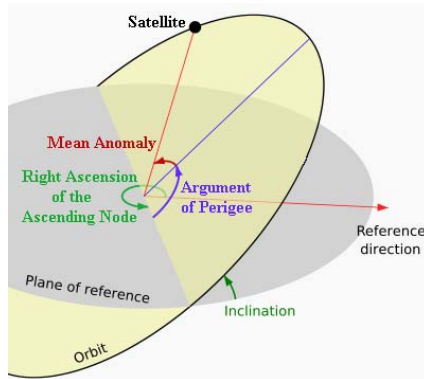 Satellite
Mean Anomaly
Right Ascension
of the
Ascending Node
Argument
of Perigee
Reference
direction
Plane of reference
Inclination
Orbit